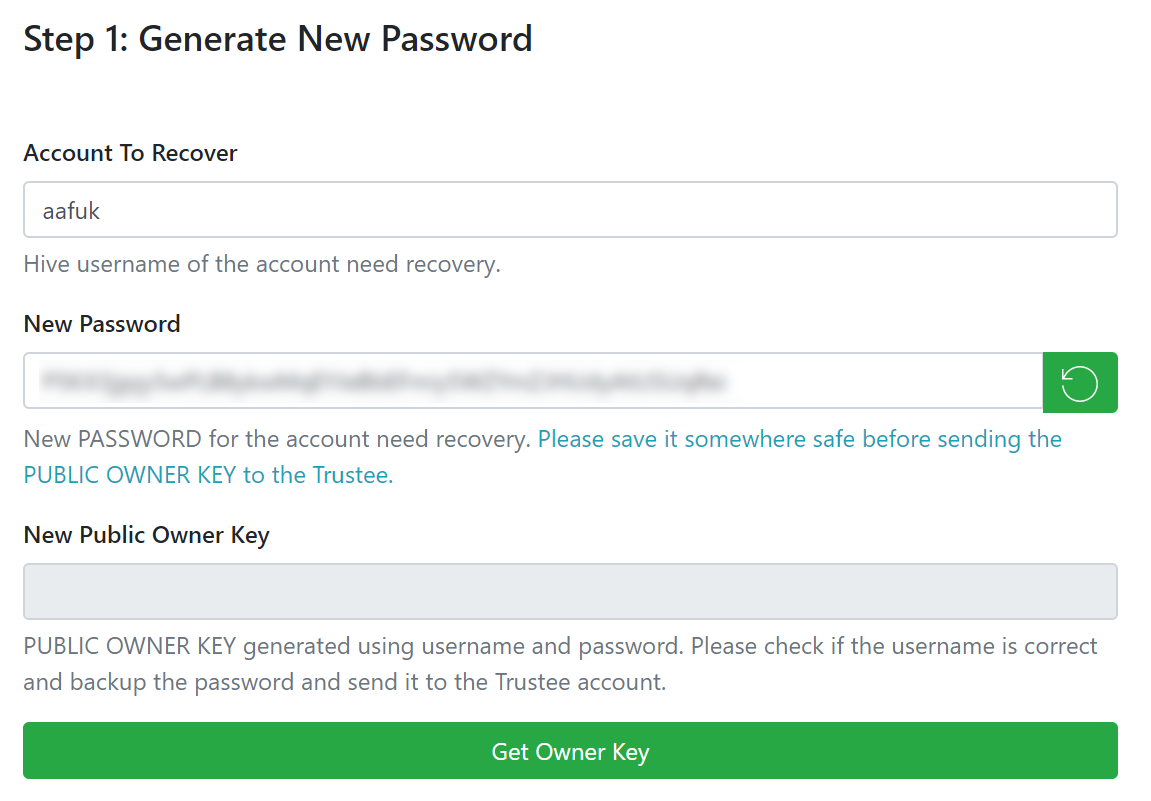 Step 1: Generate New Password
Account To Recover
aafuk
Hive username of the account need recovery.
New Password
New PASSWORD for the account need recovery. Please save it somewhere safe before sending the
PUBLIC OWNER KEY to the Trustee.
New Public Owner Key
PUBLIC OWNER KEY generated using username and password. Please check if the username is correct
and backup the password and send it to the Trustee account.
Get Owner Key